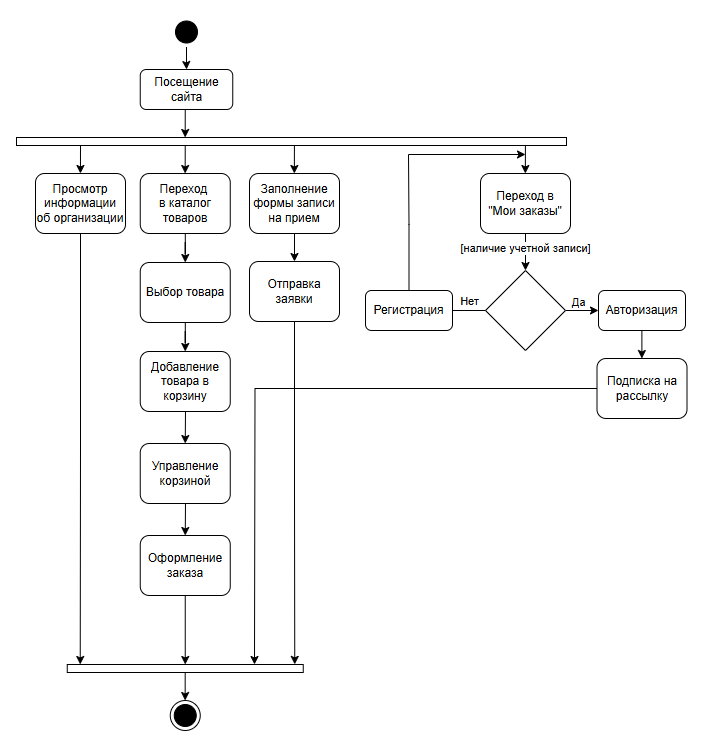 Посещение
сайта
Просмотр
информации
об организации
Переход
в каталог
товаров
Заполнение
формы записи
на прием
Переход в
"Мои заказы"
[наличие учетной записи]
Выбор товара
Отправка
заявки
Регистрация
Нет
Да
Авторизация
Добавление
товара в
корзину
Подписка на
рассылку
Управление
корзиной
Оформление
заказа